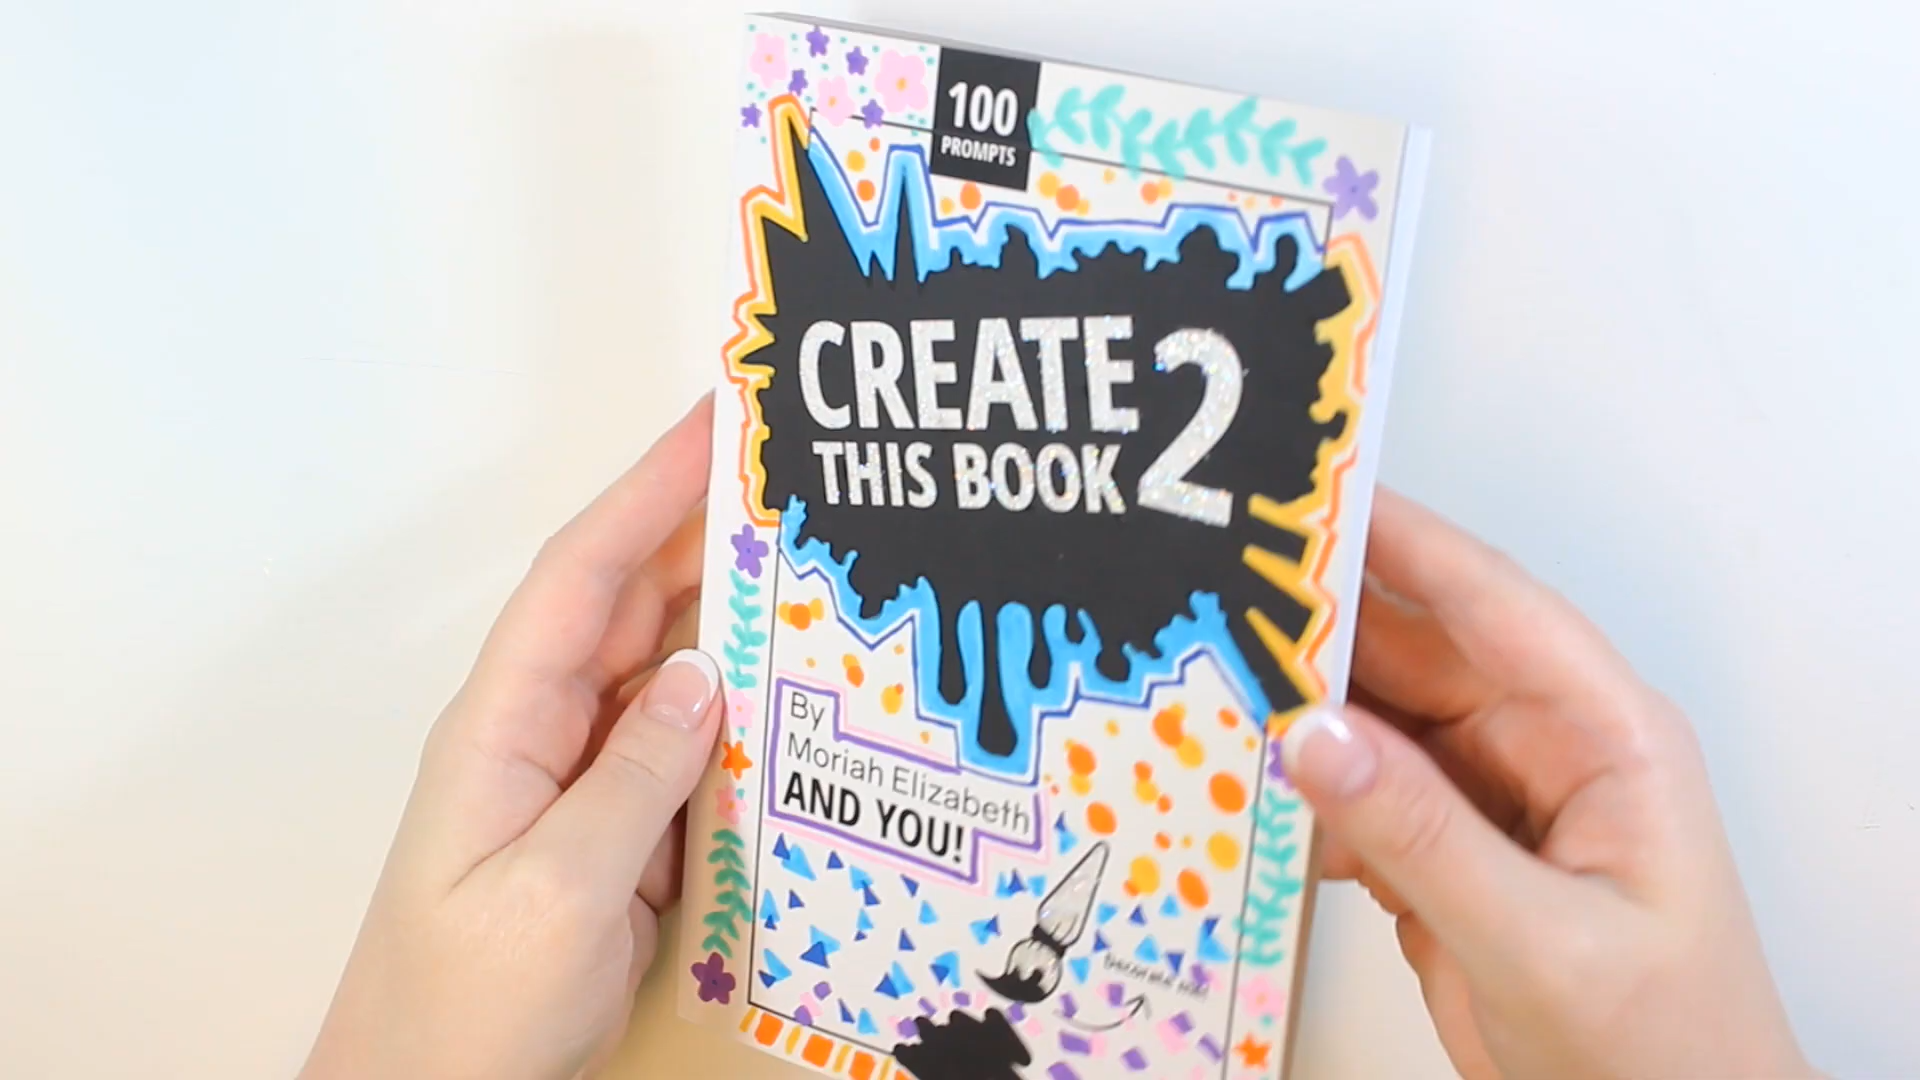 100
PROMPTS
CREATE
THIS BOOK 2
By
Moriah Elizabeth
AND YOU!